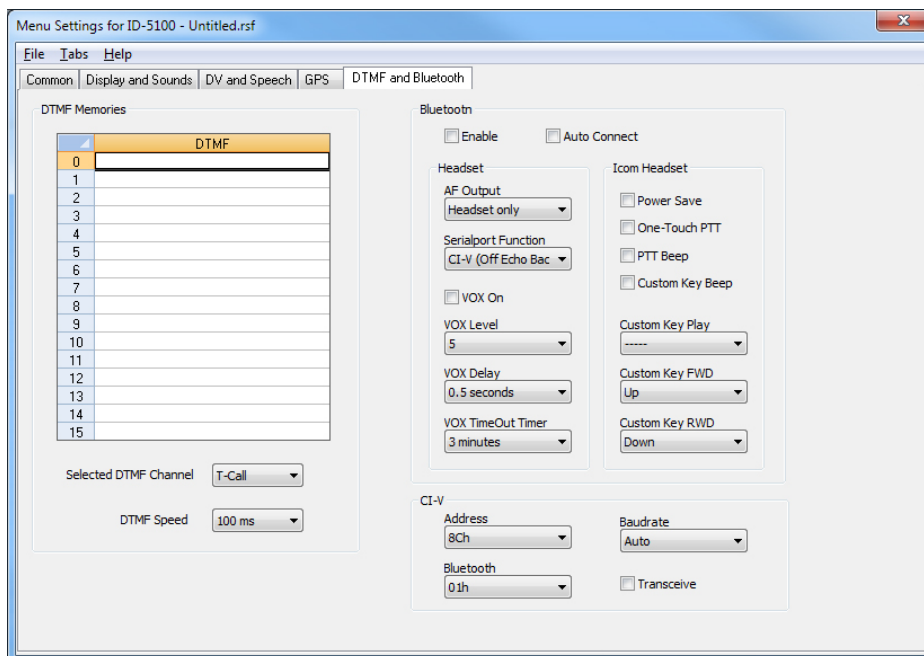 Menu Settings for ID-5100 - Untitled.rsf
File Tabs Help
Common Display and Sounds DV and Speech GPS DTMF and Bluetooth
DTMF Memories
DTMF
0
1
2
3
4
5
6
7
8
9
10
11
12
13
14
15
Selected DTMF Channel T-Call
DTMF Speed 100 ms
Bluetootn
Enable Auto Connect
Headset
AF Output
Headset only
Serialport Function
CI-V (Off Echo Bac
VOX On
VOX Level
5
VOX Delay
0.5 seconds
VOX TimeOut Timer
3 minutes
Icom Headset
Power Save
One-Touch PTT
PTT Beep
Custom Key Beep
Custom Key Play
-----
Custom Key FWD
Up
Custom Key RWD
Down
CI-V
Address
8Ch
Bluetooth
01h
Baudrate
Auto
Transceive